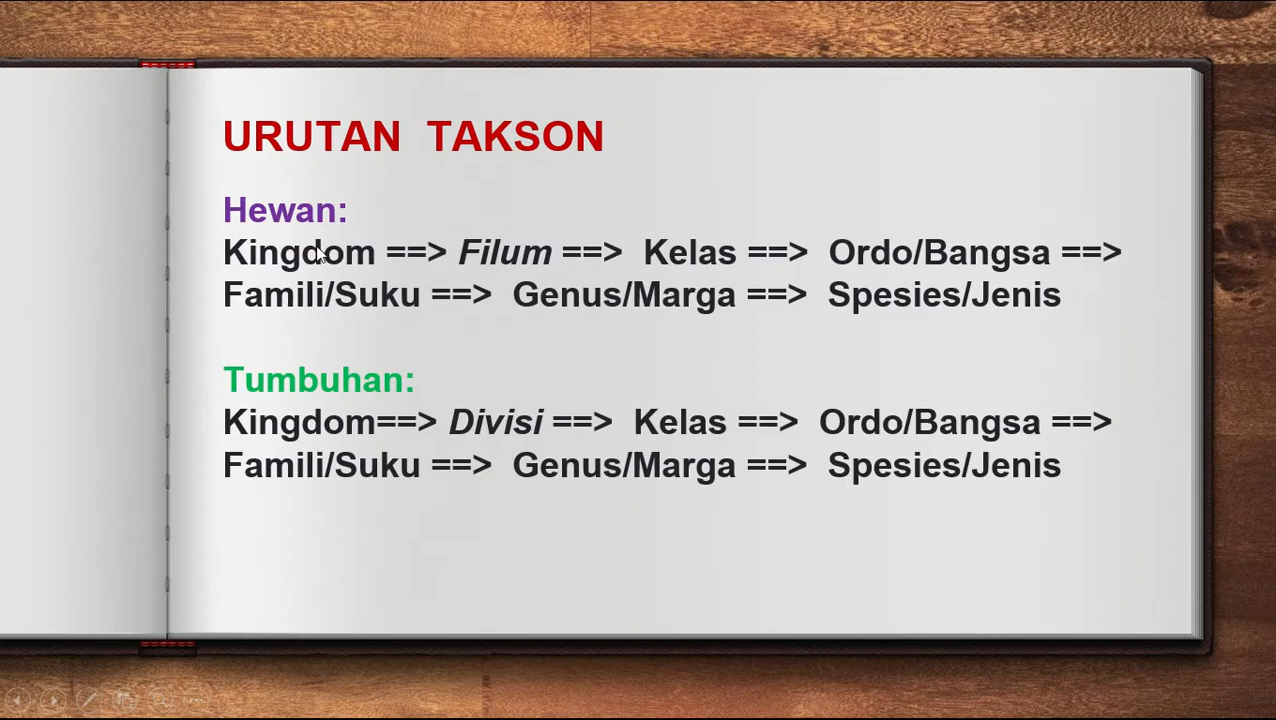 URUTAN TAKSON
Hewan:
Kingdom ==> Filum ==> Kelas ==> Ordo/Bangsa ==>
Famili/Suku ==> Genus/Marga ==> Spesies/Jenis
Tumbuhan:
Kingdom==> Divisi ==> Kelas ==> Ordo/Bangsa ==>
Famili/Suku ==> Genus/Marga ==> Spesies/Jenis